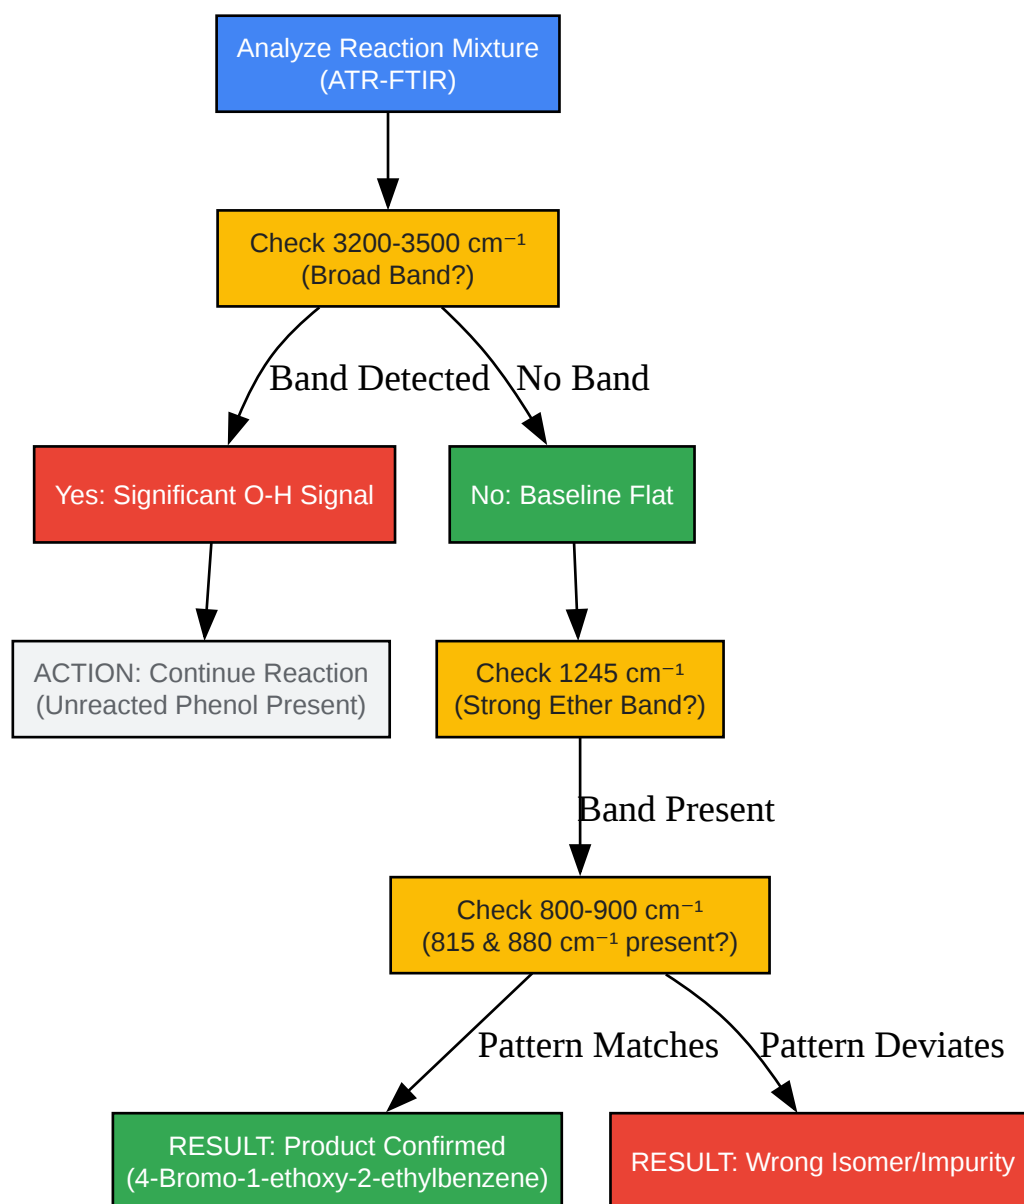 Analyze Reaction Mixture
(ATR-FTIR)
Check 3200-3500 cm⁻¹
(Broad Band?)
Band Detected
No Band
Yes: Significant O-H Signal
No: Baseline Flat
ACTION: Continue Reaction
(Unreacted Phenol Present)
Check 1245 cm⁻¹
(Strong Ether Band?)
Band Present
Check 800-900 cm⁻¹
(815 & 880 cm⁻¹ present?)
Pattern Matches
Pattern Deviates
RESULT: Product Confirmed
(4-Bromo-1-ethoxy-2-ethylbenzene)
RESULT: Wrong Isomer/Impurity